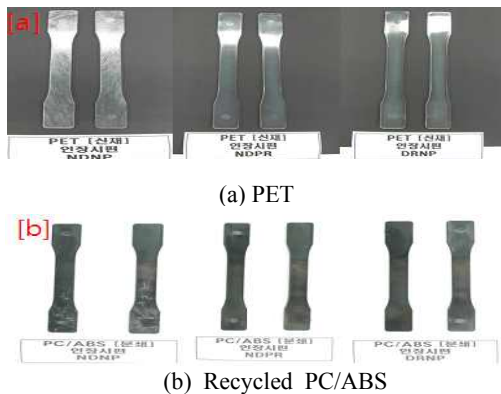 [a]
PET [신재]
인장시편
NDNP
PET [신재]
인장시편
NDPR
PET [신재]
인장시편
DRNP
(a) PET
[b]
PC/ABS [분쇄]
인장시편
NDNP
PC/ABS [분쇄]
인장시편
NDPR
PC/ABS [분쇄]
인장시편
DRNP
(b) Recycled PC/ABS